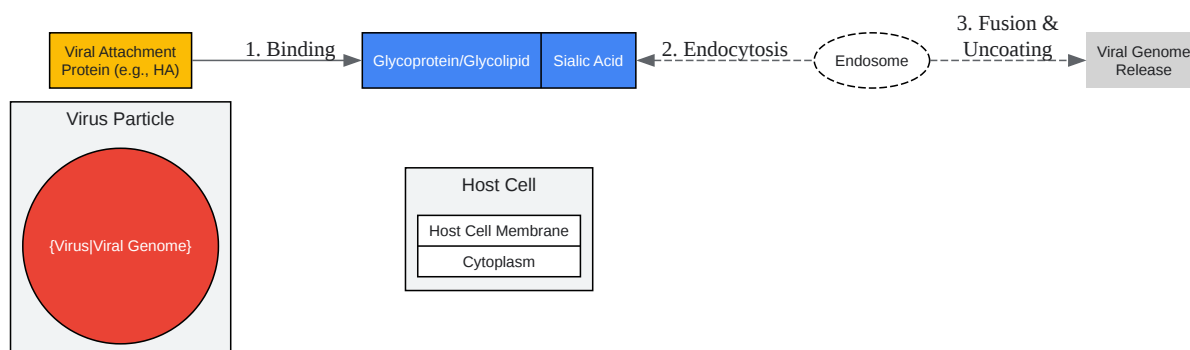 Viral Attachment
Protein (e.g., HA)
1. Binding
Glycoprotein/Glycolipid
Sialic Acid
2. Endocytosis
Endosome
3. Fusion &
Uncoating
Viral Genome
Release
Virus Particle
{Virus|Viral Genome}
Host Cell
Host Cell Membrane
Cytoplasm